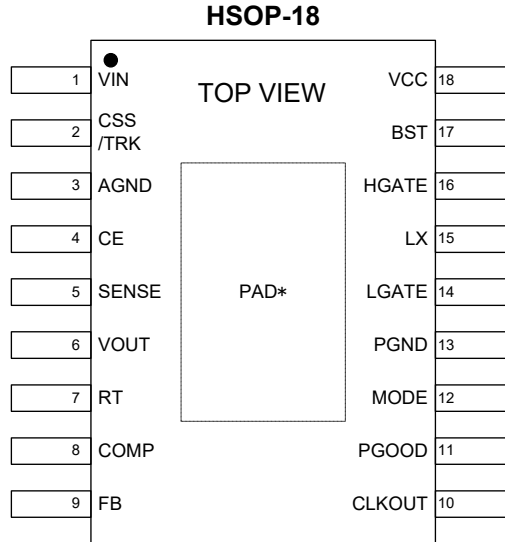 HSOP-18
TOP VIEW
1 VIN
2 CSS
/TRK
3 AGND
4 CE
5 SENSE
6 VOUT
7 RT
8 COMP
9 FB
PAD*
VCC 18
BST 17
HGATE 16
LX 15
LGATE 14
PGND 13
MODE 12
PGOOD 11
CLKOUT 10